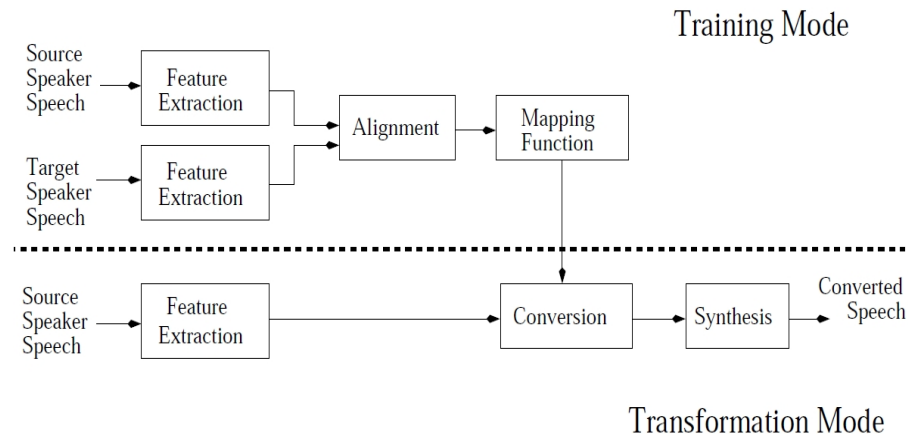 Training Mode
Source
Speaker
Speech
Feature
Extraction
Alignment
Mapping
Function
Target
Speaker
Speech
Feature
Extraction
Source
Speaker
Speech
Feature
Extraction
Conversion
Synthesis
Converted
Speech
Transformation Mode